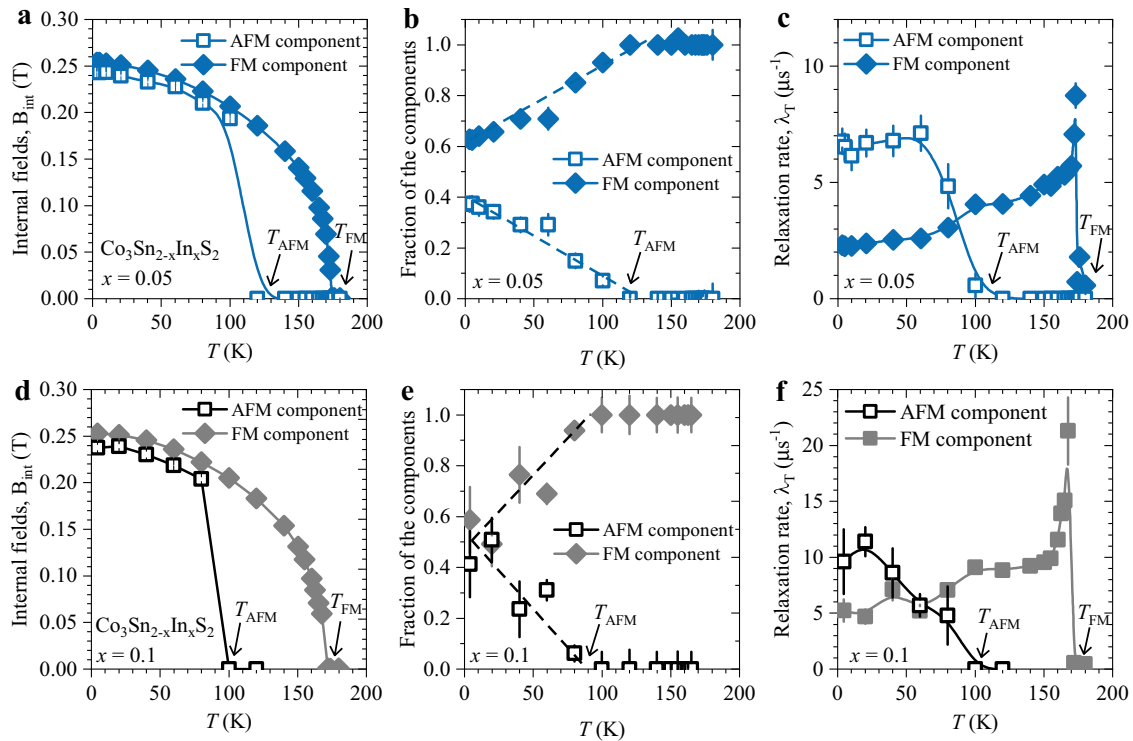 a
0.30
0.25
0.20
0.15
0.10
0.05
0.00
Internal fields, B_int (T)
AFM component
FM component
T_AFM
T_FM
Co₃Sn₂₋ₓInₓS₂
x = 0.05
0 50 100 150 200
T (K)
b
1.0
0.8
0.6
0.4
0.2
0.0
Fraction of the components
AFM component
FM component
T_AFM
x = 0.05
0 50 100 150 200
T (K)
c
10
5
0
Relaxation rate, λ_T (μs⁻¹)
AFM component
FM component
T_AFM
T_FM
x = 0.05
0 50 100 150 200
T (K)
d
0.30
0.25
0.20
0.15
0.10
0.05
0.00
Internal fields, B_int (T)
AFM component
FM component
T_AFM
T_FM
Co₃Sn₂₋ₓInₓS₂
x = 0.1
0 50 100 150 200
T (K)
e
1.0
0.8
0.6
0.4
0.2
0.0
Fraction of the components
AFM component
FM component
T_AFM
x = 0.1
0 50 100 150 200
T (K)
f
25
20
15
10
5
0
Relaxation rate, λ_T (μs⁻¹)
AFM component
FM component
T_AFM
T_FM
x = 0.1
0 50 100 150 200
T (K)